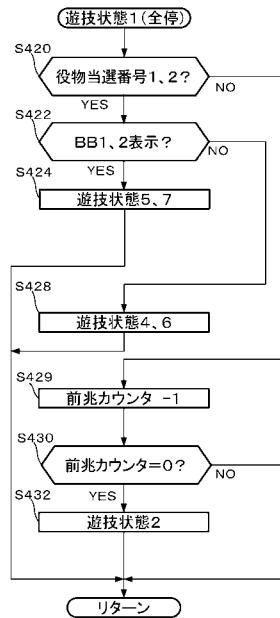 遊技状態1(全停)
S420
役物当選番号1、2?
NO
YES
S422
BB1、2表示?
NO
YES
S424
遊技状態5、7
S428
遊技状態4、6
S429
前兆カウンタ -1
S430
前兆カウンタ=0?
NO
YES
S432
遊技状態2
リターン